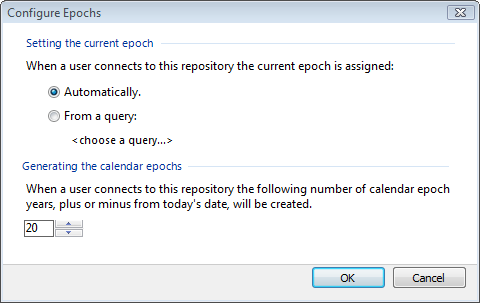 Configure Epochs
Setting the current epoch
When a user connects to this repository the current epoch is assigned:
Automatically.
From a query:
<choose a query...>
Generating the calendar epochs
When a user connects to this repository the following number of calendar epoch
years, plus or minus from today's date, will be created.
20
OK Cancel